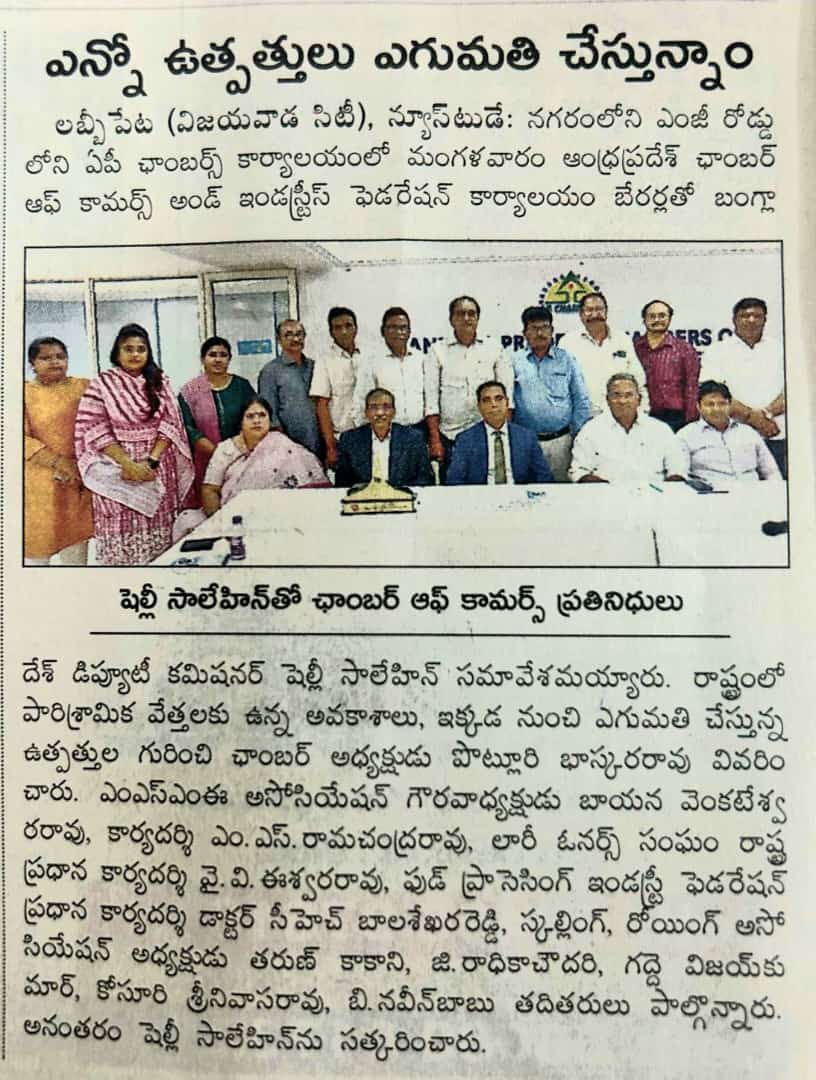 ఎన్నో ఉత్పత్తులు ఎగుమతి చేస్తున్నాం
లబ్బీపేట (విజయవాడ సిటీ), న్యూస్‌టుడే: నగరంలోని ఎంజీ రోడ్డు
లోని ఏపీ ఛాంబర్స్ కార్యాలయంలో మంగళవారం ఆంధ్రప్రదేశ్ ఛాంబర్
ఆఫ్ కామర్స్ అండ్ ఇండస్ట్రీస్ ఫెడరేషన్ కార్యాలయం బేరర్లతో బంగ్లా
షెల్లీ సాలేహిన్‌తో ఛాంబర్ ఆఫ్ కామర్స్ ప్రతినిధులు
దేశ్ డిప్యూటీ కమిషనర్ షెల్లీ సాలేహిన్ సమావేశమయ్యారు. రాష్ట్రంలో
పారిశ్రామిక వేత్తలకు ఉన్న అవకాశాలు, ఇక్కడ నుంచి ఎగుమతి చేస్తున్న
ఉత్పత్తుల గురించి ఛాంబర్ అధ్యక్షుడు పొట్లూరి భాస్కరరావు వివరిం
చారు. ఎంఎస్ఎంఈ అసోసియేషన్ గౌరవాధ్యక్షుడు బాయన వెంకటేశ్వ
రరావు, కార్యదర్శి ఎం.ఎస్.రామచంద్రరావు, లారీ ఓనర్స్ సంఘం రాష్ట్ర
ప్రధాన కార్యదర్శి వై.వి.ఈశ్వరరావు, ఫుడ్ ప్రాసెసింగ్ ఇండస్ట్రీ ఫెడరేషన్
ప్రధాన కార్యదర్శి డాక్టర్ సీహెచ్ బాలశేఖరరెడ్డి, స్కల్లింగ్, రోయింగ్ అసో
సియేషన్ అధ్యక్షుడు తరుణ్ కాకాని, జి.రాధికాచౌదరి, గద్దె విజయ్‌కు
మార్, కోసూరి శ్రీనివాసరావు, బి.నవీన్‌బాబు తదితరులు పాల్గొన్నారు.
అనంతరం షెల్లీ సాలేహిన్‌ను సత్కరించారు.